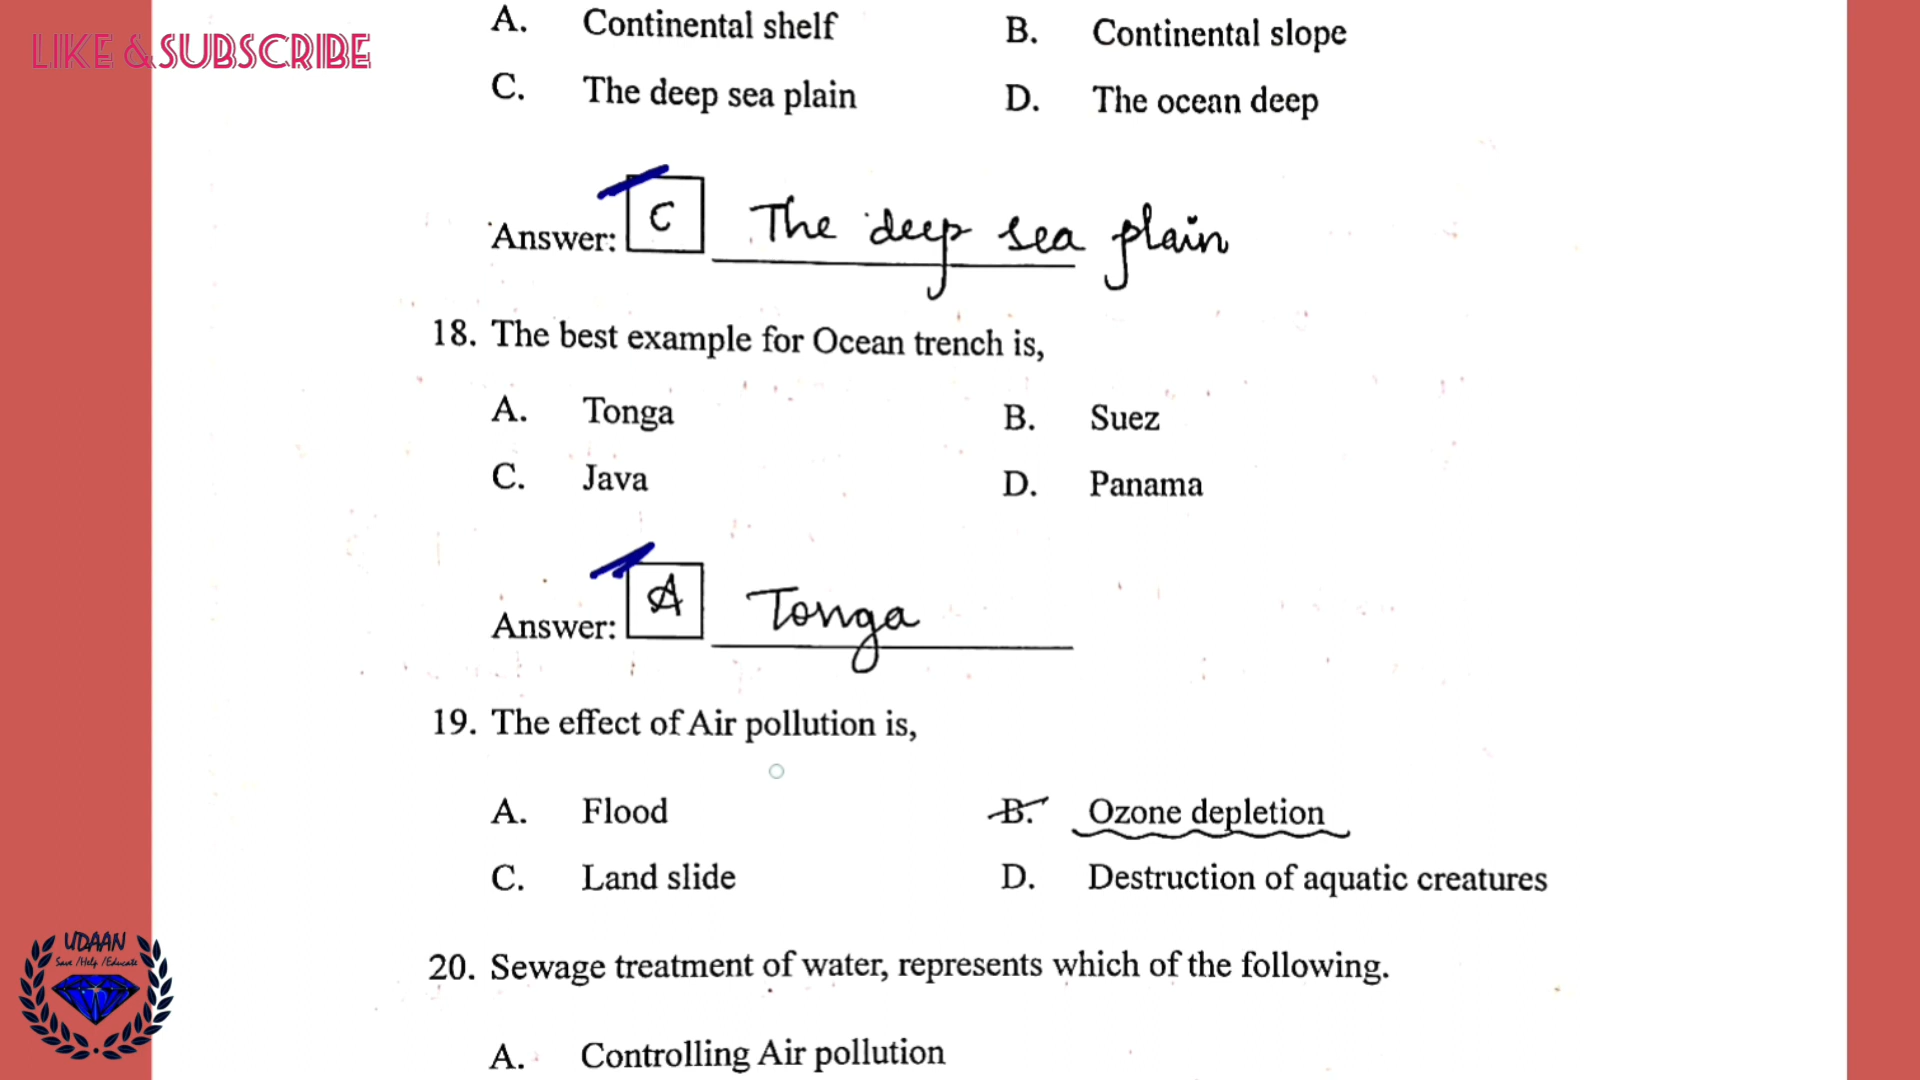 LIKE & SUBSCRIBE
A. Continental shelf B. Continental slope
C. The deep sea plain D. The ocean deep
Answer: C The deep sea plain
18. The best example for Ocean trench is,
A. Tonga B. Suez
C. Java D. Panama
Answer: A Tonga
19. The effect of Air pollution is,
A. Flood B. Ozone depletion
C. Land slide D. Destruction of aquatic creatures
20. Sewage treatment of water, represents which of the following.
A. Controlling Air pollution
UDAAN
Save /Help /Educate